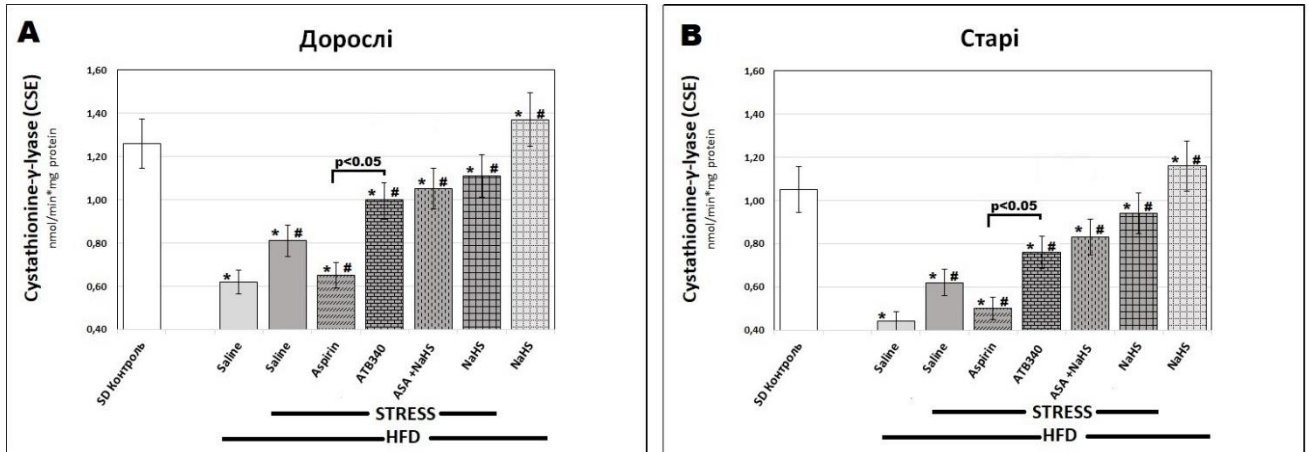 A
Дорослі
Cystathionine-γ-lyase (CSE)
nmol/min*mg protein
1,60
1,40
1,20
1,00
0,80
0,60
0,40
p<0.05
*
* #
* #
* #
* #
* #
* #
SD Контроль
Saline
Saline
Aspirin
ATB340
ASA +NaHS
NaHS
NaHS
STRESS
HFD
B
Старі
Cystathionine-γ-lyase (CSE)
nmol/min*mg protein
1,60
1,40
1,20
1,00
0,80
0,60
0,40
p<0.05
*
* #
* #
* #
* #
* #
* #
SD Контроль
Saline
Saline
Aspirin
ATB340
ASA +NaHS
NaHS
NaHS
STRESS
HFD